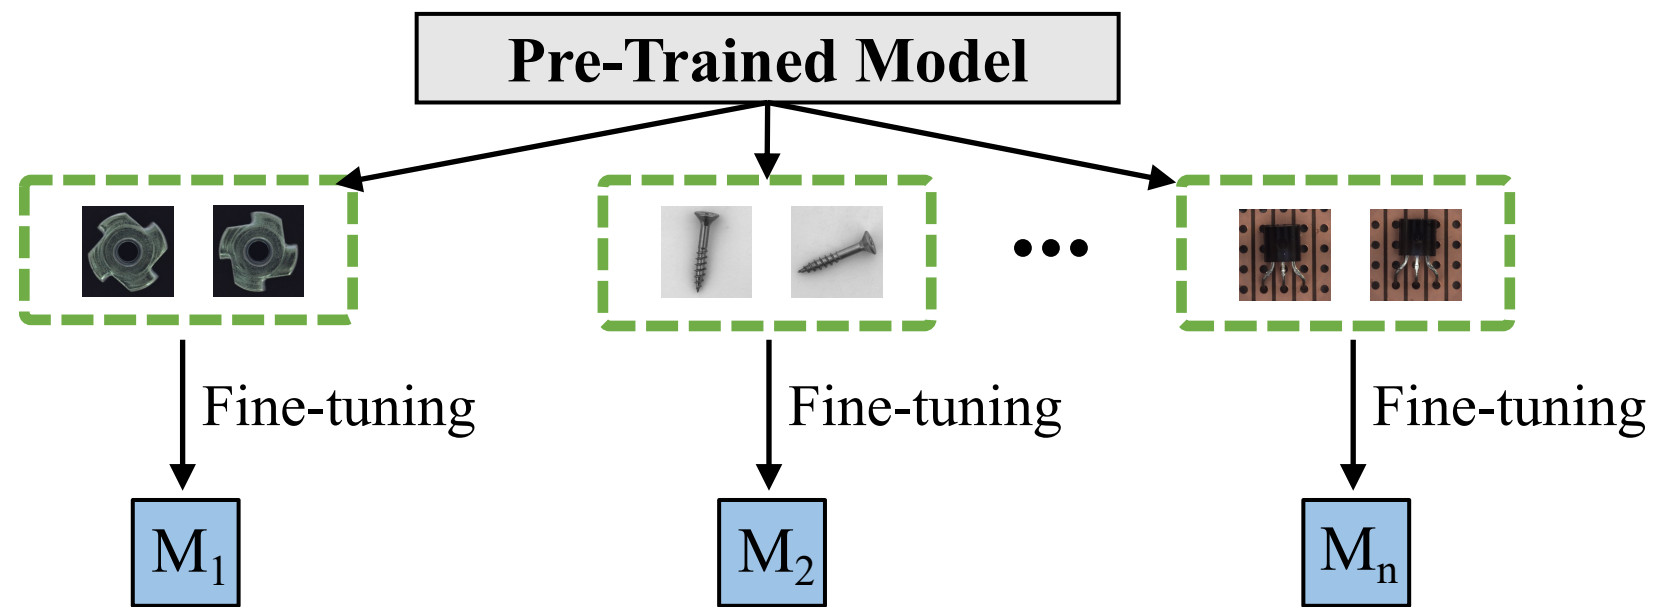 Pre-Trained Model
Fine-tuning
Fine-tuning
Fine-tuning
M₁
M₂
Mₙ